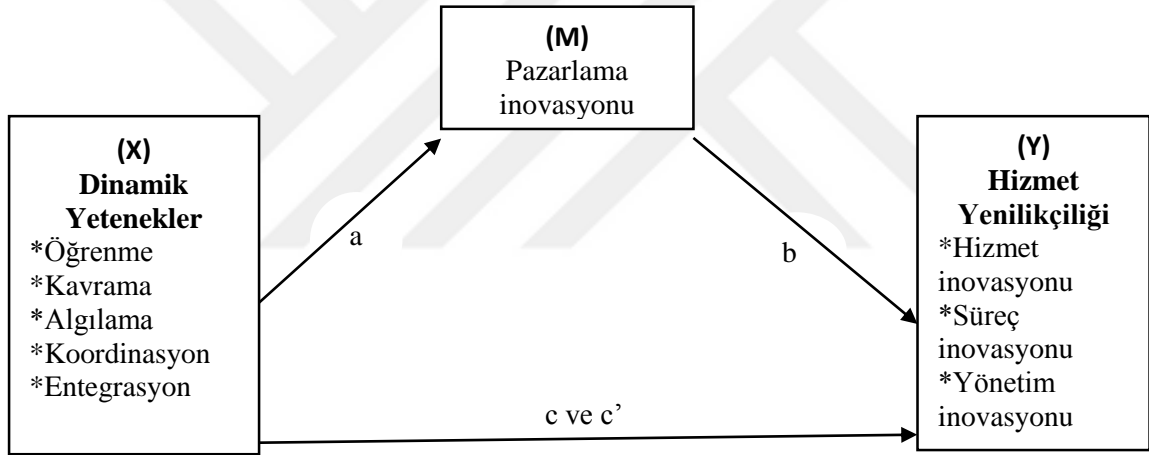 (M)
Pazarlama
inovasyonu
(X)
Dinamik
Yetenekler
*Öğrenme
*Kavrama
*Algılama
*Koordinasyon
*Entegrasyon
(Y)
Hizmet
Yenilikçiliği
*Hizmet
inovasyonu
*Süreç
inovasyonu
*Yönetim
inovasyonu
a
b
c ve c’